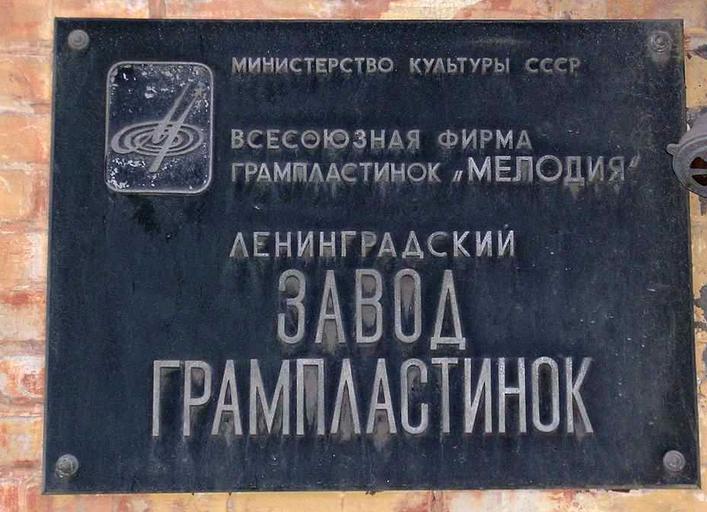 МИНИСТЕРСТВО КУЛЬТУРЫ СССР
ВСЕСОЮЗНАЯ ФИРМА
ГРАМПЛАСТИНОК „МЕЛОДИЯ“
ЛЕНИНГРАДСКИЙ
ЗАВОД
ГРАМПЛАСТИНОК